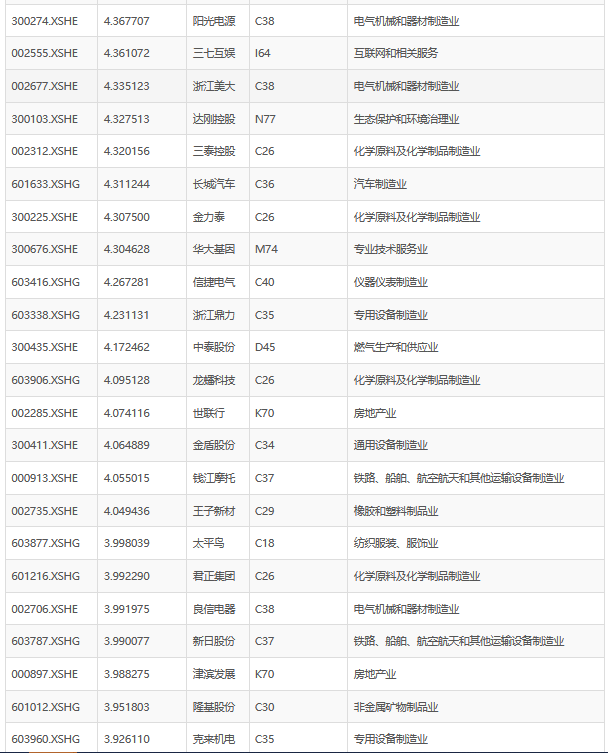 300274.XSHE 4.367707 阳光电源 C38 电气机械和器材制造业
002555.XSHE 4.361072 三七互娱 I64 互联网和相关服务
002677.XSHE 4.335123 浙江美大 C38 电气机械和器材制造业
300103.XSHE 4.327513 达刚控股 N77 生态保护和环境治理业
002312.XSHE 4.320156 三泰控股 C26 化学原料及化学制品制造业
601633.XSHG 4.311244 长城汽车 C36 汽车制造业
300225.XSHE 4.307500 金力泰 C26 化学原料及化学制品制造业
300676.XSHE 4.304628 华大基因 M74 专业技术服务业
603416.XSHG 4.267281 信捷电气 C40 仪器仪表制造业
603338.XSHG 4.231131 浙江鼎力 C35 专用设备制造业
300435.XSHE 4.172462 中泰股份 D45 燃气生产和供应业
603906.XSHG 4.095128 龙蟠科技 C26 化学原料及化学制品制造业
002285.XSHE 4.074116 世联行 K70 房地产业
300411.XSHE 4.064889 金盾股份 C34 通用设备制造业
000913.XSHE 4.055015 钱江摩托 C37 铁路、船舶、航空航天和其他运输设备制造业
002735.XSHE 4.049436 王子新材 C29 橡胶和塑料制品业
603877.XSHG 3.998039 太平鸟 C18 纺织服装、服饰业
601216.XSHG 3.992290 君正集团 C26 化学原料及化学制品制造业
002706.XSHE 3.991975 良信电器 C38 电气机械和器材制造业
603787.XSHG 3.990077 新日股份 C37 铁路、船舶、航空航天和其他运输设备制造业
000897.XSHE 3.988275 津滨发展 K70 房地产业
601012.XSHG 3.951803 隆基股份 C30 非金属矿物制品业
603960.XSHG 3.926110 克来机电 C35 专用设备制造业